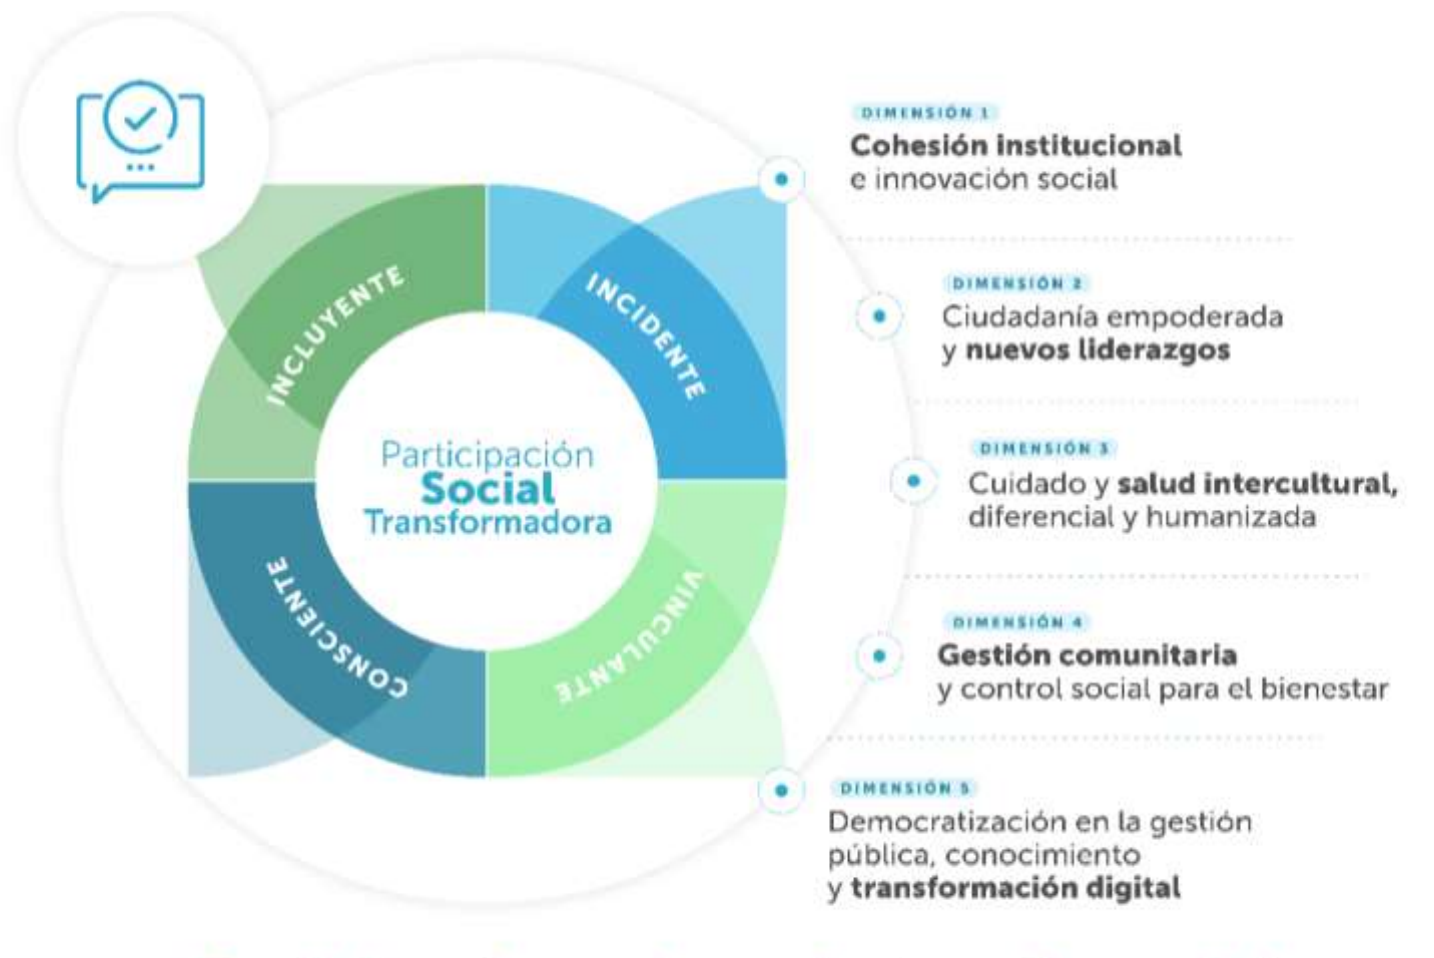 INCLUYENTE
INCIDENTE
Participación
Social
Transformadora
CONSCIENTE
VINCULANTE
DIMENSIÓN 1
Cohesión institucional
e innovación social
DIMENSIÓN 2
Ciudadanía empoderada
y nuevos liderazgos
DIMENSIÓN 3
Cuidado y salud intercultural,
diferencial y humanizada
DIMENSIÓN 4
Gestión comunitaria
y control social para el bienestar
DIMENSIÓN 5
Democratización en la gestión
pública, conocimiento
y transformación digital